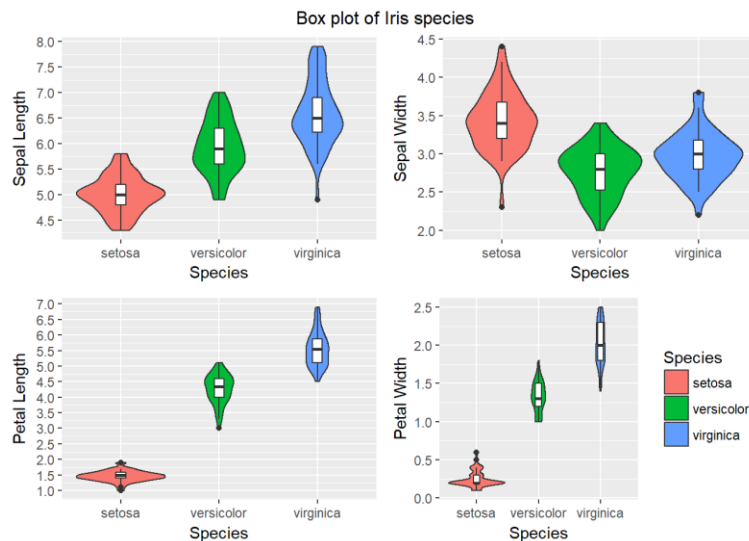 Box plot of Iris species
Sepal Length
8.0
7.5
7.0
6.5
6.0
5.5
5.0
4.5
setosa versicolor virginica
Species
Sepal Width
4.5
4.0
3.5
3.0
2.5
2.0
setosa versicolor virginica
Species
Petal Length
7.0
6.5
6.0
5.5
5.0
4.5
4.0
3.5
3.0
2.5
2.0
1.5
1.0
setosa versicolor virginica
Species
Petal Width
2.5
2.0
1.5
1.0
0.5
0.0
setosa versicolor virginica
Species
Species
setosa
versicolor
virginica